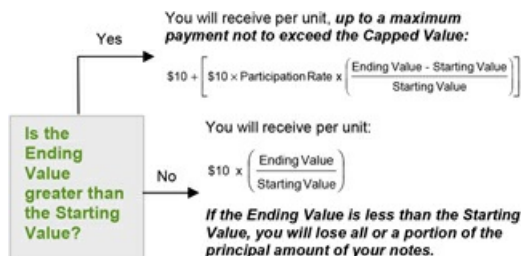 You will receive per unit, up to a maximum
payment not to exceed the Capped Value:
Yes
$10 + [ $10 × Participation Rate x ( Ending Value - Starting Value / Starting Value ) ]
Is the
Ending
Value
greater than
the Starting
Value?
You will receive per unit:
No
$10 x ( Ending Value / Starting Value )
If the Ending Value is less than the Starting
Value, you will lose all or a portion of the
principal amount of your notes.